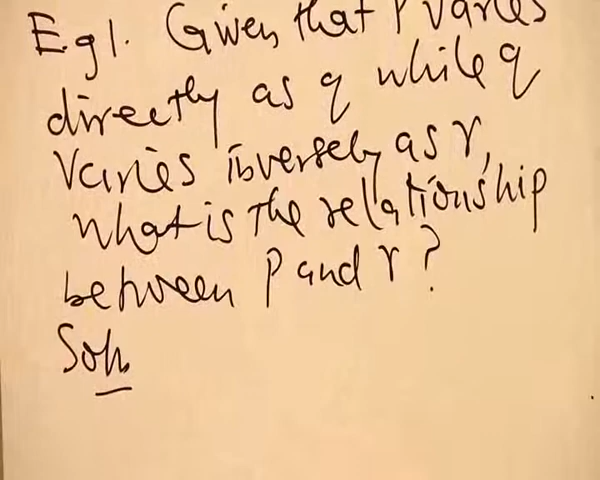 Eg1. Given that P varies
directly as q while q
varies inversely as r,
what is the relationship
between P and r?
Soln